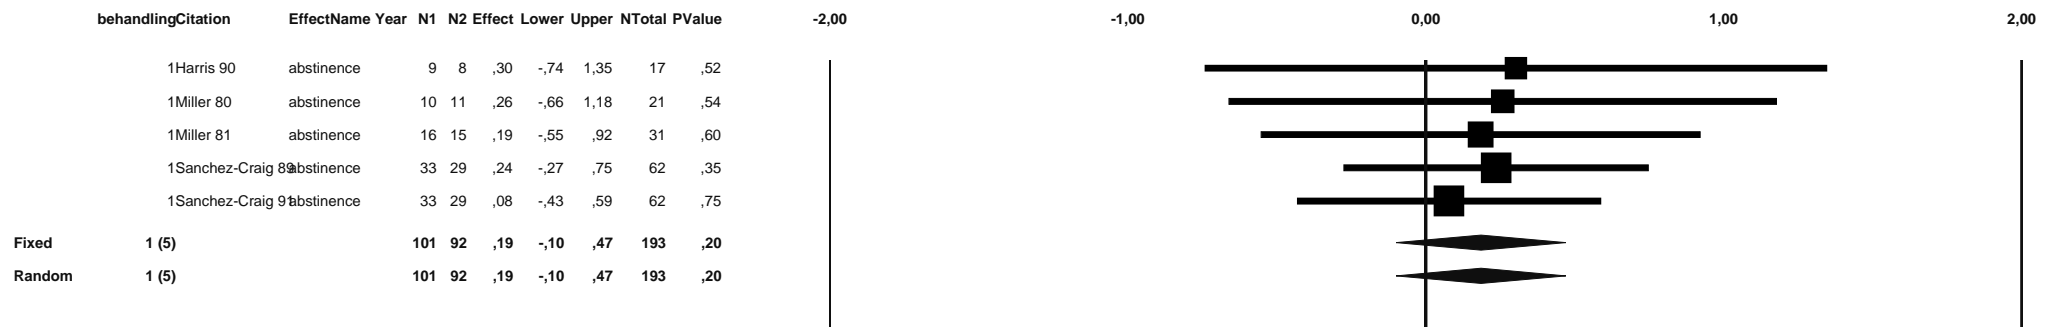 behandlingCitation EffectName Year N1 N2 Effect Lower Upper NTotal PValue -2,00 -1,00 0,00 1,00 2,00
1Harris 90 abstinence 9 8 ,30 -,74 1,35 17 ,52
1Miller 80 abstinence 10 11 ,26 -,66 1,18 21 ,54
1Miller 81 abstinence 16 15 ,19 -,55 ,92 31 ,60
1Sanchez-Craig 89abstinence 33 29 ,24 -,27 ,75 62 ,35
1Sanchez-Craig 91abstinence 33 29 ,08 -,43 ,59 62 ,75
Fixed 1 (5) 101 92 ,19 -,10 ,47 193 ,20
Random 1 (5) 101 92 ,19 -,10 ,47 193 ,20